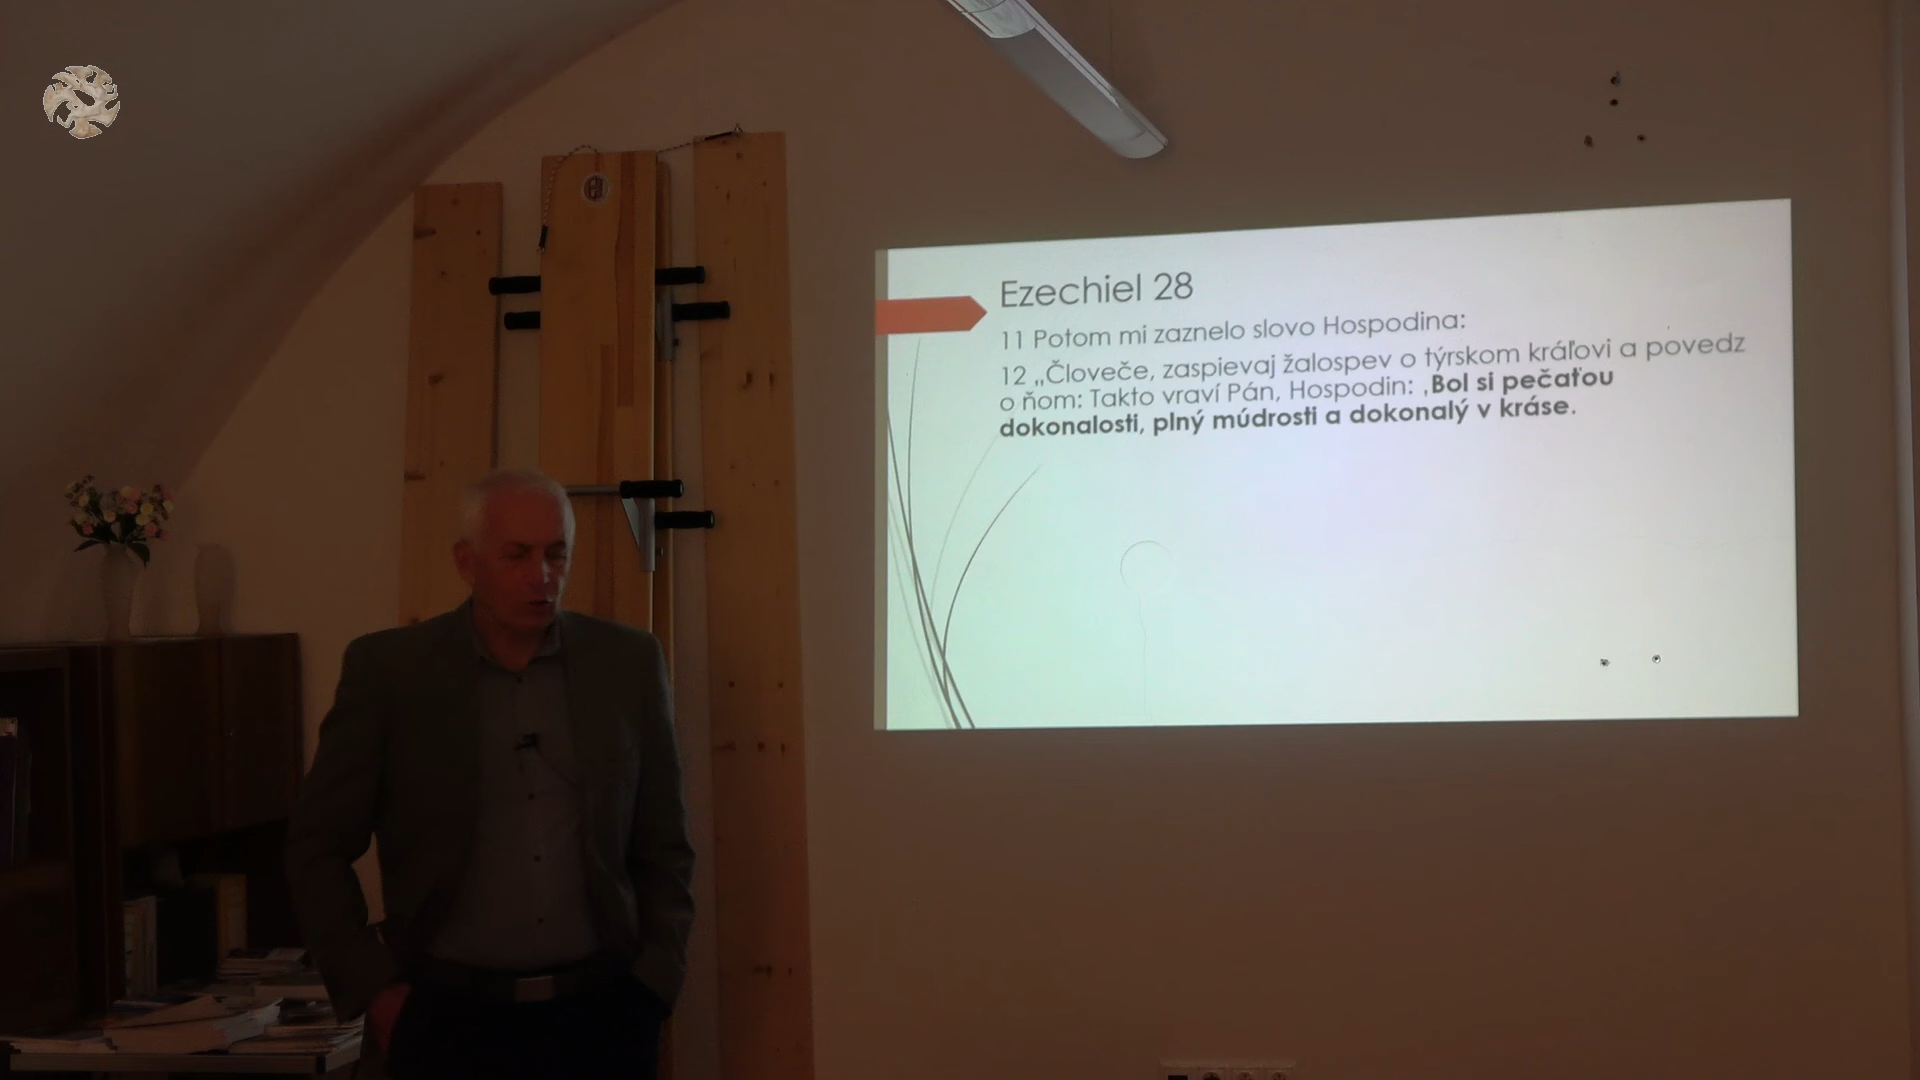 Ezechiel 28
11 Potom mi zaznelo slovo Hospodina:
12 „Človeče, zaspievaj žalospev o týrskom kráľovi a povedz
o ňom: Takto vraví Pán, Hospodin: ‚Bol si pečaťou
dokonalosti, plný múdrosti a dokonalý v kráse.